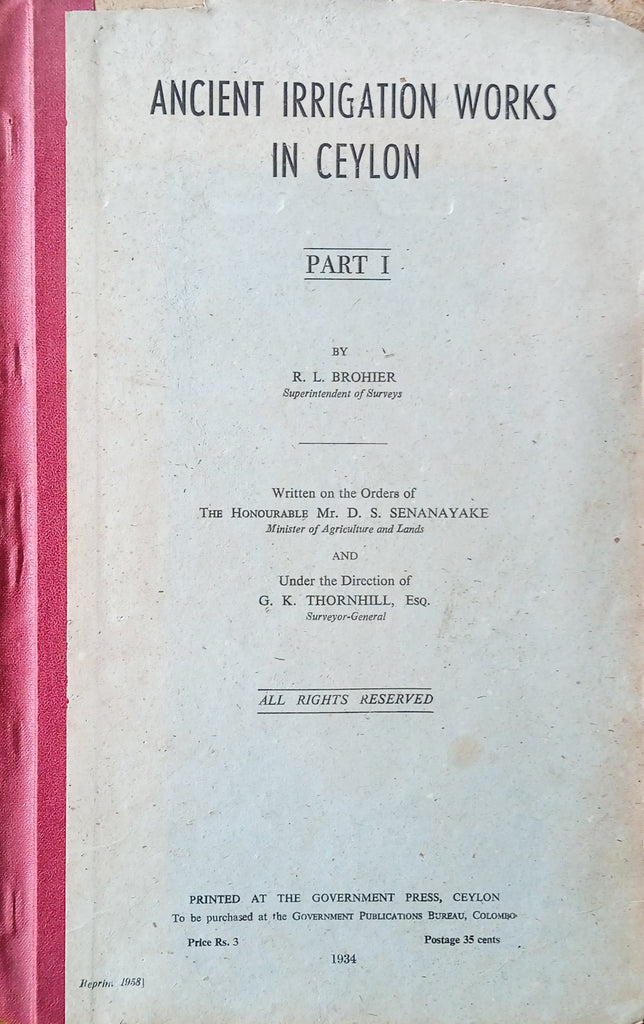 ANCIENT IRRIGATION WORKS
IN CEYLON
PART I
BY
R. L. BROHIER
Superintendent of Surveys
Written on the Orders of
THE HONOURABLE Mr. D. S. SENANAYAKE
Minister of Agriculture and Lands
AND
Under the Direction of
G. K. THORNHILL, ESQ.
Surveyor-General
ALL RIGHTS RESERVED
PRINTED AT THE GOVERNMENT PRESS, CEYLON
To be purchased at the GOVERNMENT PUBLICATIONS BUREAU, COLOMBO
Price Rs. 3 Postage 35 cents
1934
Reprint 1958]